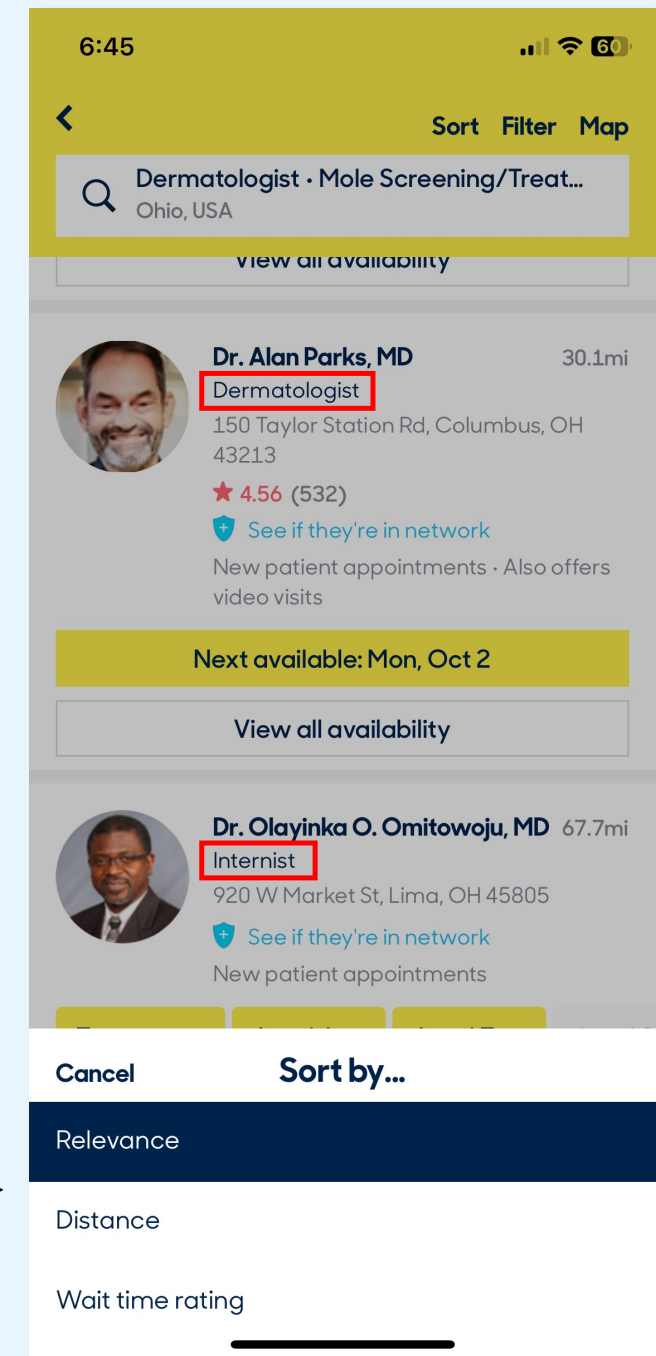 6:45
60
Sort Filter Map
Dermatologist · Mole Screening/Treat...
Ohio, USA
View all availability
Dr. Alan Parks, MD 30.1mi
Dermatologist
150 Taylor Station Rd, Columbus, OH
43213
4.56 (532)
See if they're in network
New patient appointments · Also offers
video visits
Next available: Mon, Oct 2
View all availability
Dr. Olayinka O. Omitowoju, MD 67.7mi
Internist
920 W Market St, Lima, OH 45805
See if they're in network
New patient appointments
Cancel Sort by...
Relevance
Distance
Wait time rating